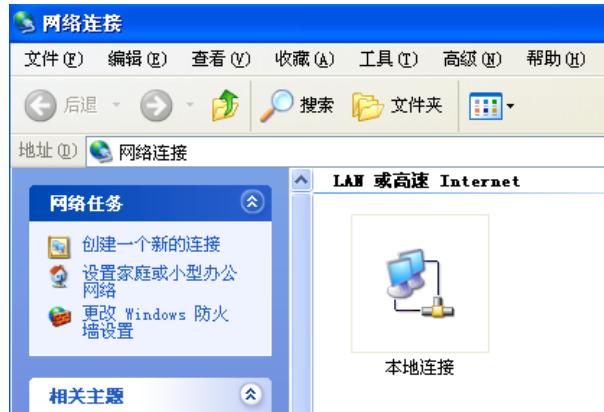 网络连接
文件(F) 编辑(E) 查看(V) 收藏(A) 工具(T) 高级(N) 帮助(H)
后退 搜索 文件夹
地址(D) 网络连接
网络任务
创建一个新的连接
设置家庭或小型办公
网络
更改 Windows 防火
墙设置
相关主题
LAN 或高速 Internet
本地连接